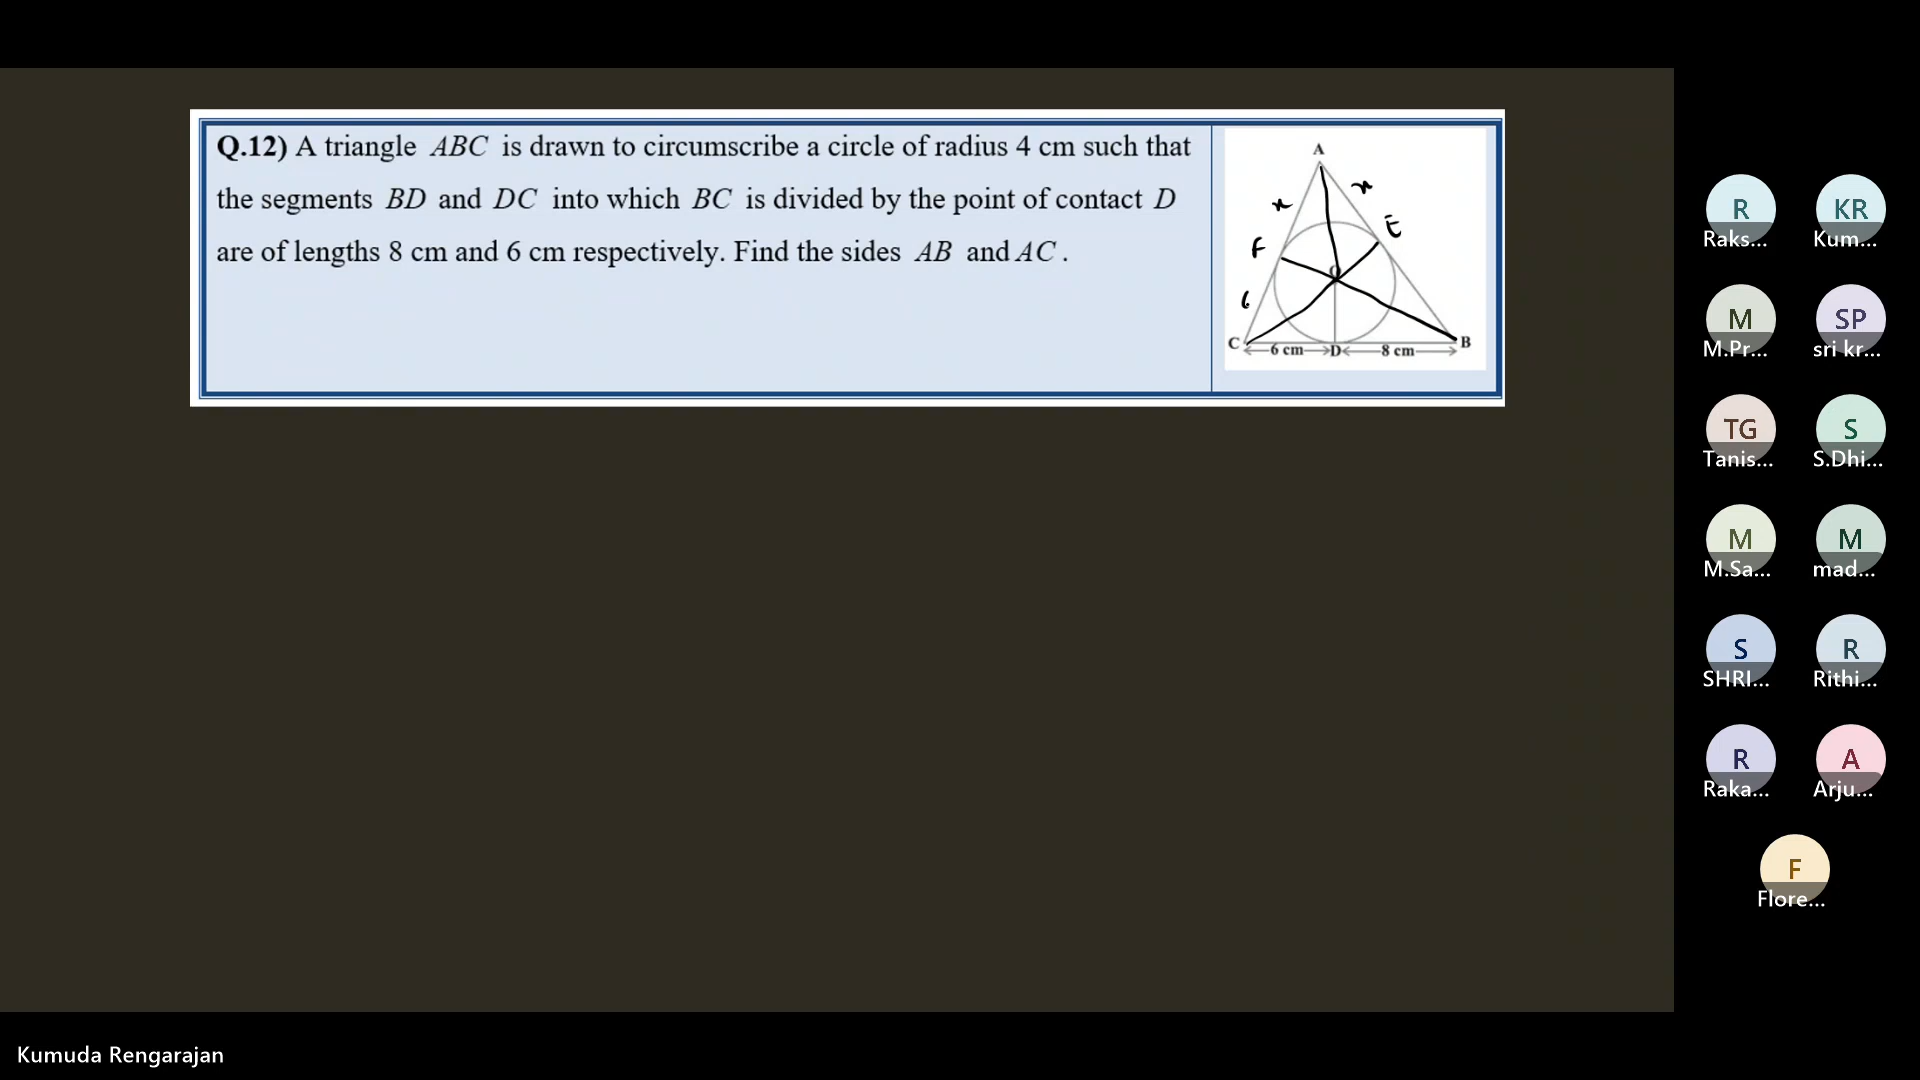 Q.12) A triangle ABC is drawn to circumscribe a circle of radius 4 cm such that
the segments BD and DC into which BC is divided by the point of contact D
are of lengths 8 cm and 6 cm respectively. Find the sides AB and AC.
A
x
x
E
F
O
6
C
B
6 cm
D
8 cm
R
Raks...
KR
Kum...
M
M.Pr...
SP
sri kr...
TG
Tanis...
S
S.Dhi...
M
M.Sa...
M
mad...
S
SHRI...
R
Rithi...
R
Raka...
A
Arju...
F
Flore...
Kumuda Rengarajan